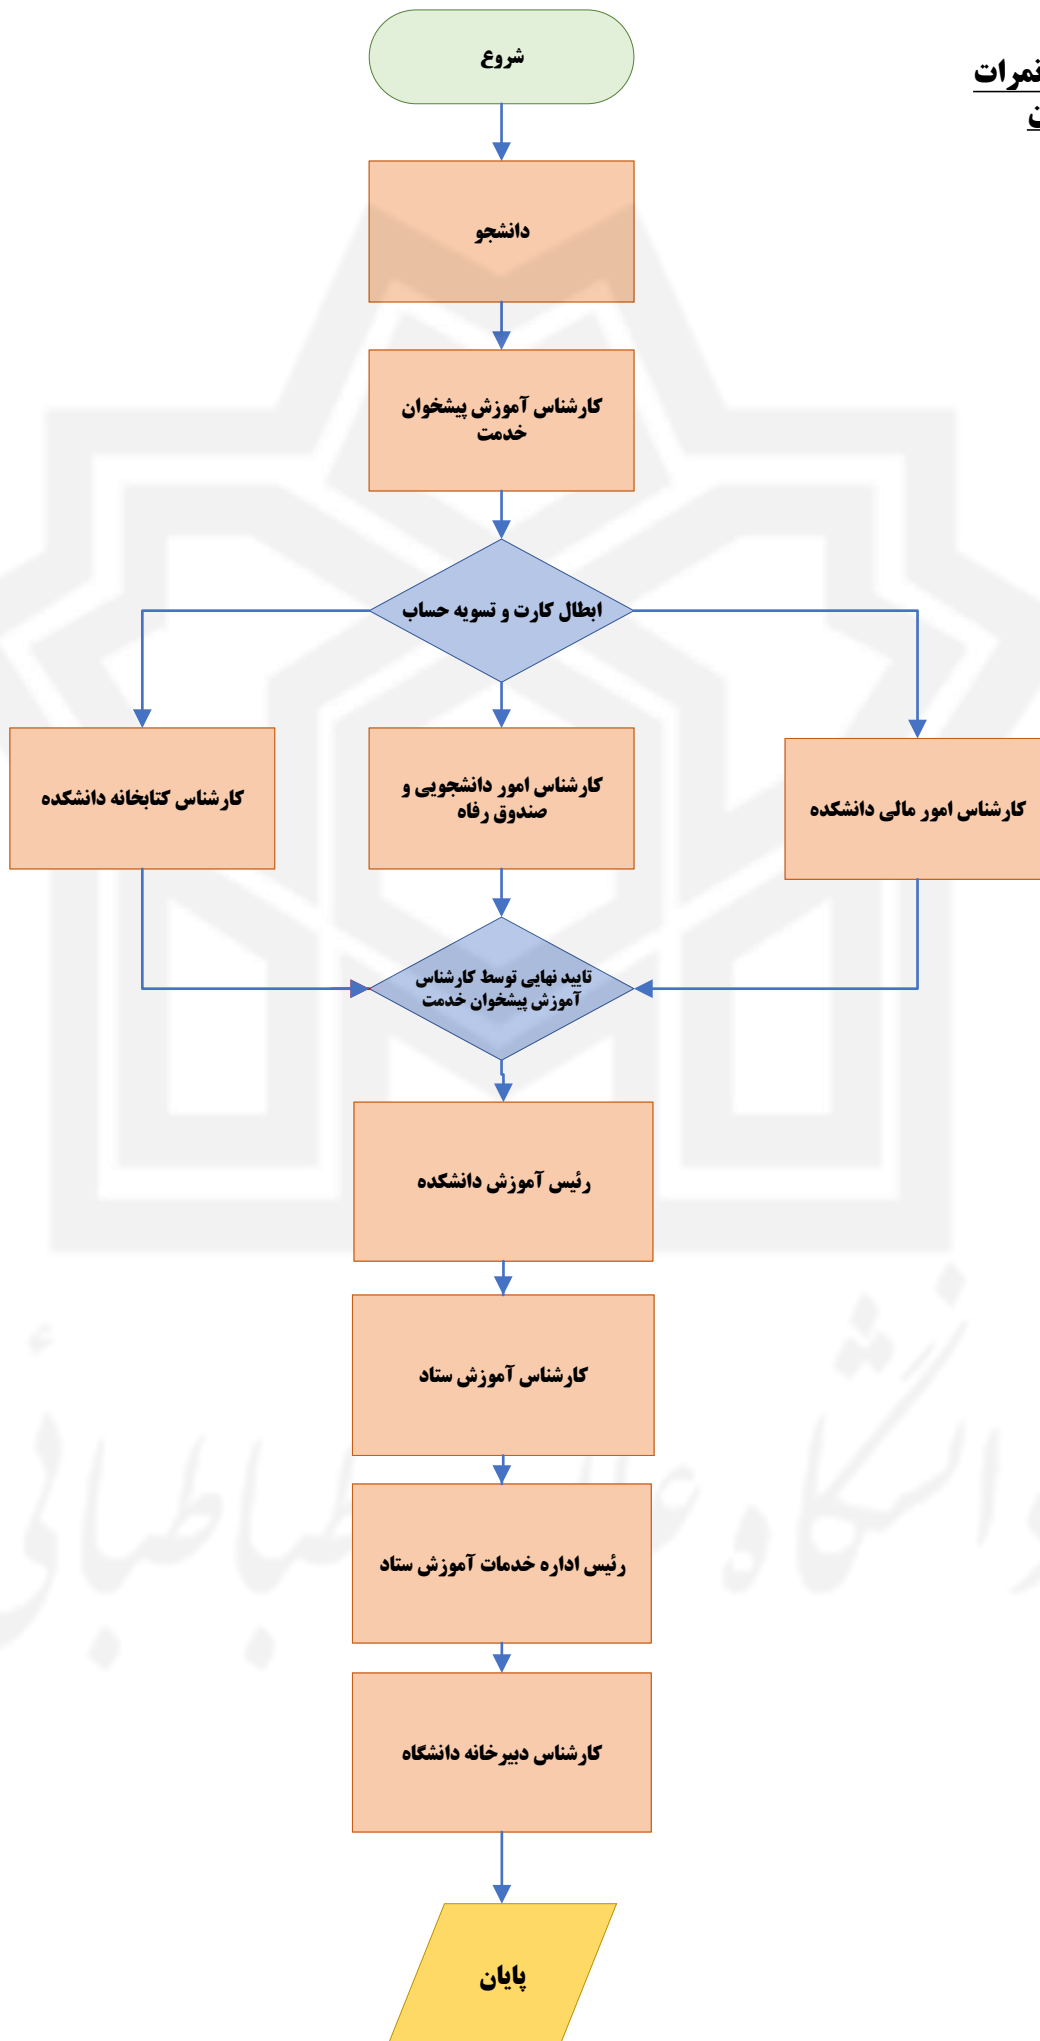 شروع
نمرات
دانشجو
کارشناس آموزش پیشخوان
خدمت
ابطال کارت و تسویه حساب
کارشناس امور مالی دانشکده
کارشناس امور دانشجویی و
صندوق رفاه
کارشناس کتابخانه دانشکده
تایید نهایی توسط کارشناس
آموزش پیشخوان خدمت
رئیس آموزش دانشکده
کارشناس آموزش ستاد
رئیس اداره خدمات آموزش ستاد
کارشناس دبیرخانه دانشگاه
پایان